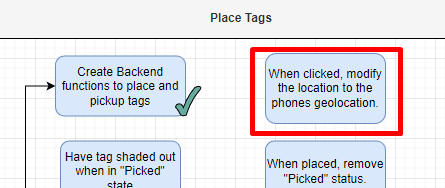 Place Tags
Create Backend
functions to place and
pickup tags
When clicked, modify
the location to the
phones geolocation.
Have tag shaded out
when in "Picked"
state
When placed, remove
"Picked" status.